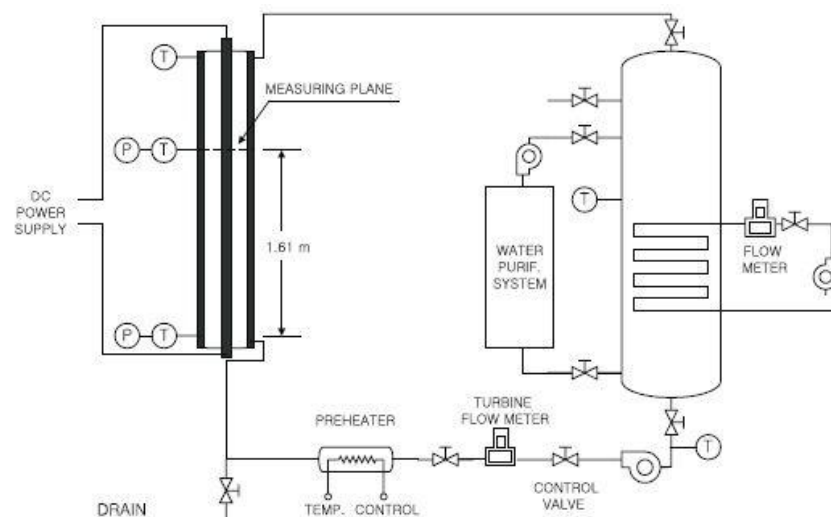 T
MEASURING PLANE
P
T
DC
POWER
SUPPLY
1.61 m
P
T
T
WATER
PURIF.
SYSTEM
FLOW
METER
TURBINE
FLOW METER
PREHEATER
T
CONTROL
VALVE
TEMP. CONTROL
DRAIN